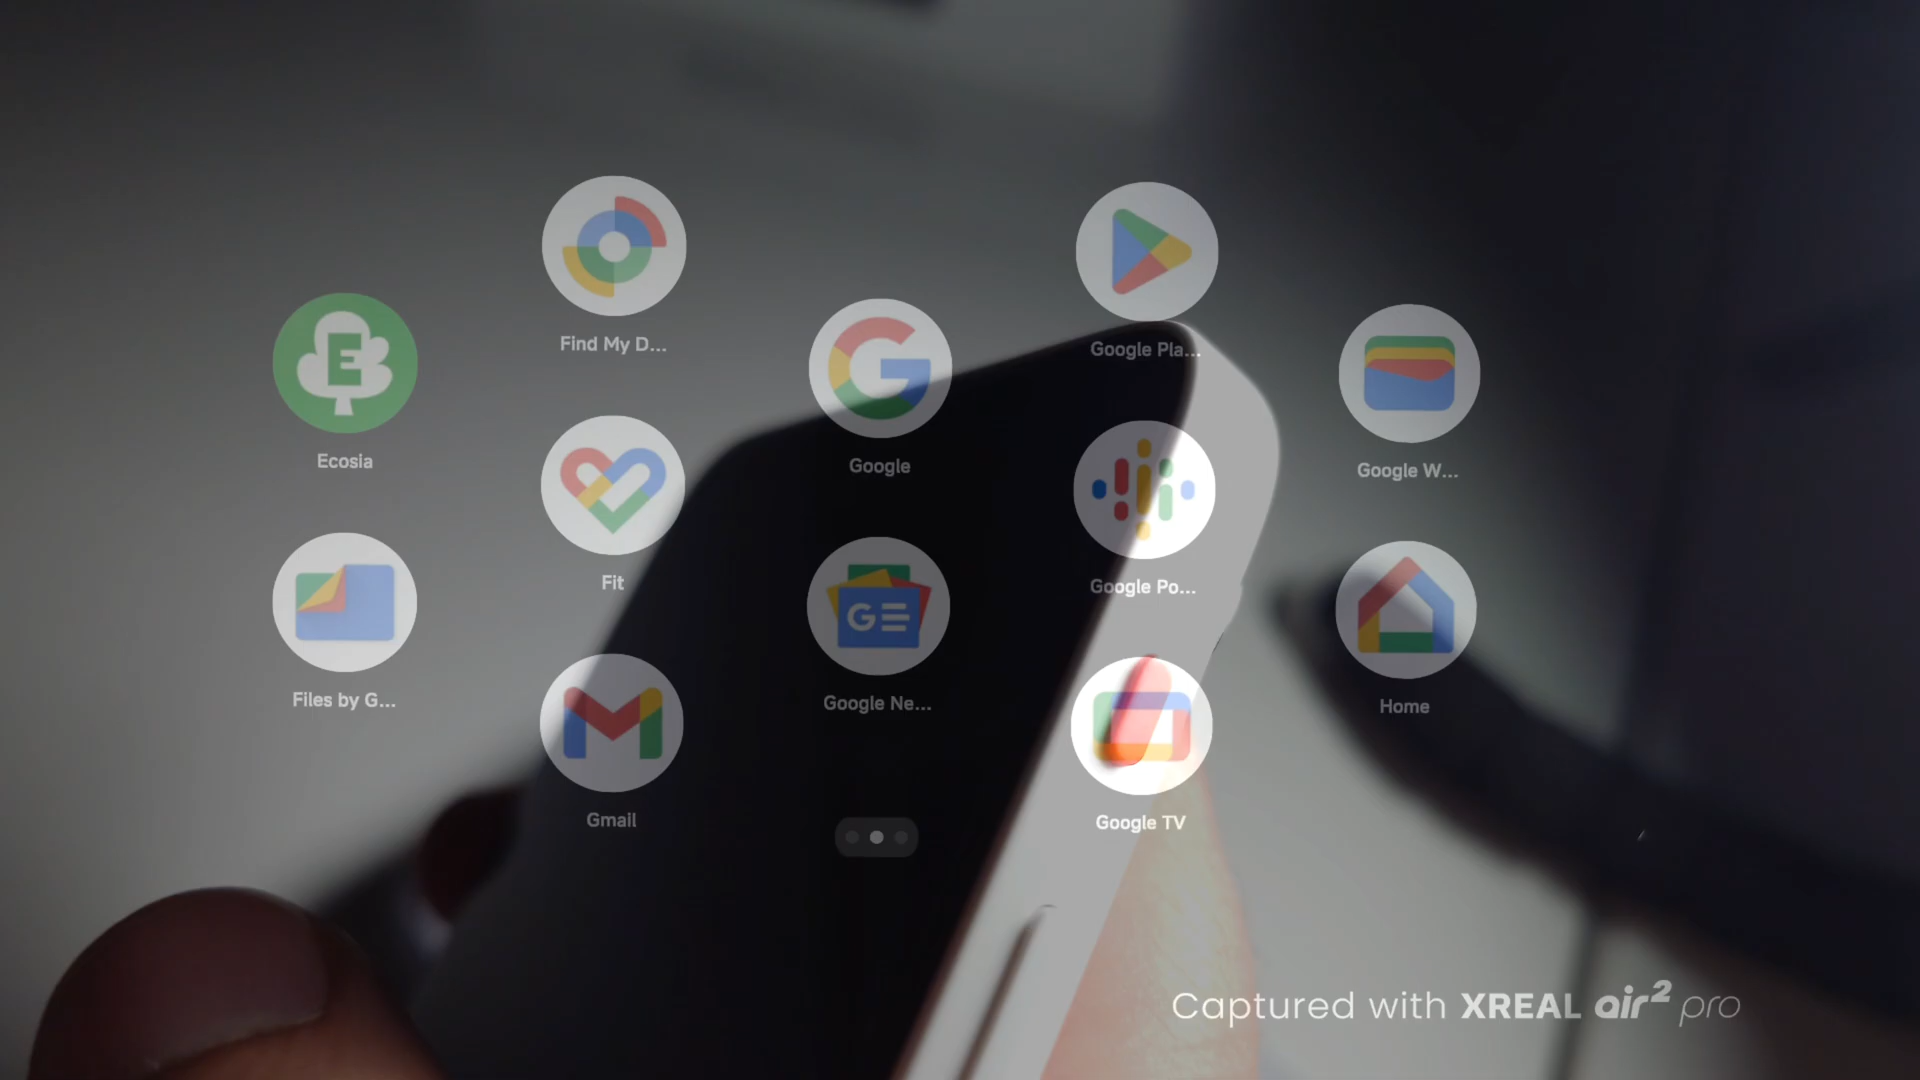 Find My D...
Google Pla...
Ecosia
Google
Google W...
Fit
Google Po...
Files by G...
Google Ne...
Home
Gmail
Google TV
Captured with XREAL air² pro